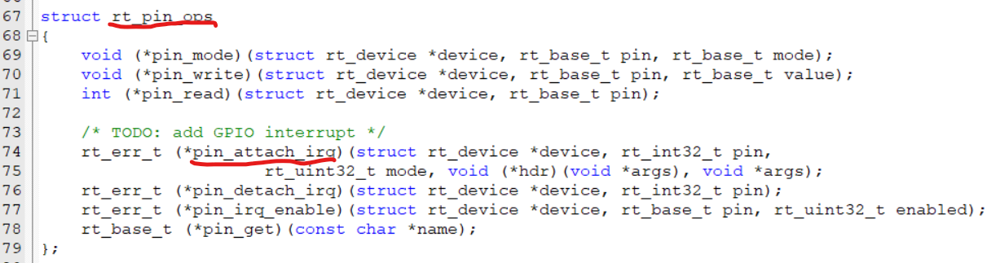 67 struct rt_pin_ops
68 {
69     void (*pin_mode)(struct rt_device *device, rt_base_t pin, rt_base_t mode);
70     void (*pin_write)(struct rt_device *device, rt_base_t pin, rt_base_t value);
71     int (*pin_read)(struct rt_device *device, rt_base_t pin);
72
73     /* TODO: add GPIO interrupt */
74     rt_err_t (*pin_attach_irq)(struct rt_device *device, rt_int32_t pin,
75                       rt_uint32_t mode, void (*hdr)(void *args), void *args);
76     rt_err_t (*pin_detach_irq)(struct rt_device *device, rt_int32_t pin);
77     rt_err_t (*pin_irq_enable)(struct rt_device *device, rt_base_t pin, rt_uint32_t enabled);
78     rt_base_t (*pin_get)(const char *name);
79 };